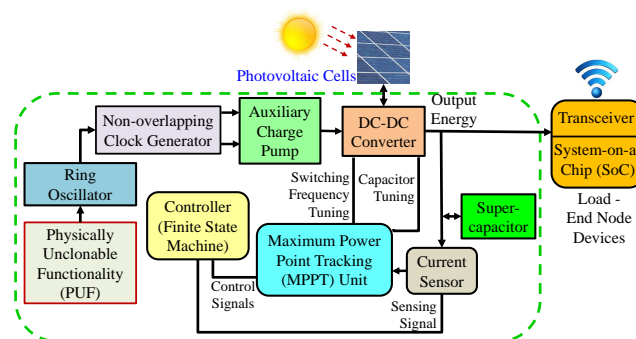 Photovoltaic Cells
Non-overlapping
Clock Generator
Auxiliary
Charge
Pump
DC-DC
Converter
Output
Energy
Transceiver
System-on-a
Chip (SoC)
Load -
End Node
Devices
Ring
Oscillator
Switching
Frequency
Tuning
Capacitor
Tuning
Physically
Unclonable
Functionality
(PUF)
Controller
(Finite State
Machine)
Maximum Power
Point Tracking
(MPPT) Unit
Super-
capacitor
Current
Sensor
Control
Signals
Sensing
Signal